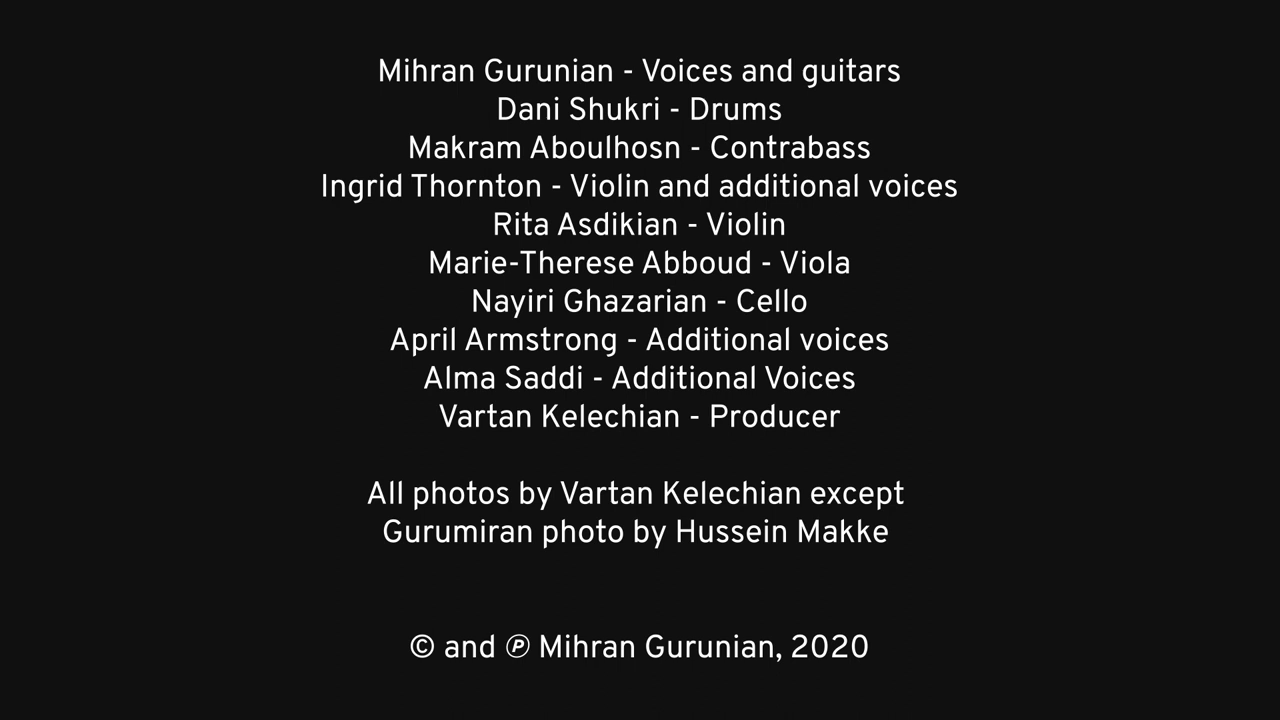 Mihran Gurunian - Voices and guitars
Dani Shukri - Drums
Makram Aboulhosn - Contrabass
Ingrid Thornton - Violin and additional voices
Rita Asdikian - Violin
Marie-Therese Abboud - Viola
Nayiri Ghazarian - Cello
April Armstrong - Additional voices
Alma Saddi - Additional Voices
Vartan Kelechian - Producer
All photos by Vartan Kelechian except
Gurumiran photo by Hussein Makke
© and ℗ Mihran Gurunian, 2020